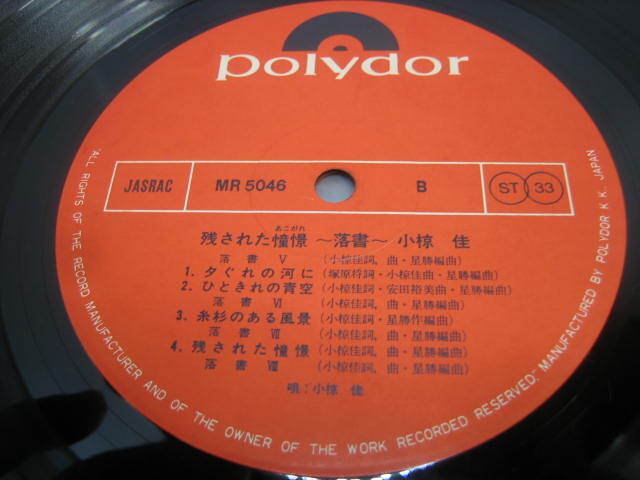 polydor
JASRAC MR 5046 B ST 33
あこがれ
残された憧憬 〜落書〜 小椋 佳
落書 V (小椋佳詞、曲・星勝編曲)
1. 夕ぐれの河に (塚原将詞・小椋佳曲・星勝編曲)
2. ひときれの青空 (小椋佳詞・安田裕美曲・星勝編曲)
落書 VI (小椋佳詞、曲・星勝編曲)
3. 糸杉のある風景 (小椋佳詞・星勝作編曲)
落書 VII (小椋佳詞、曲・星勝編曲)
4. 残された憧憬 (小椋佳詞、曲・星勝編曲)
落書 VIII (小椋佳詞、曲・星勝編曲)
唄：小椋 佳
"ALL RIGHTS OF THE RECORD MANUFACTURER AND OF THE OWNER OF THE WORK RECORDED RESERVED" MANUFACTURED BY POLYDOR K.K. JAPAN